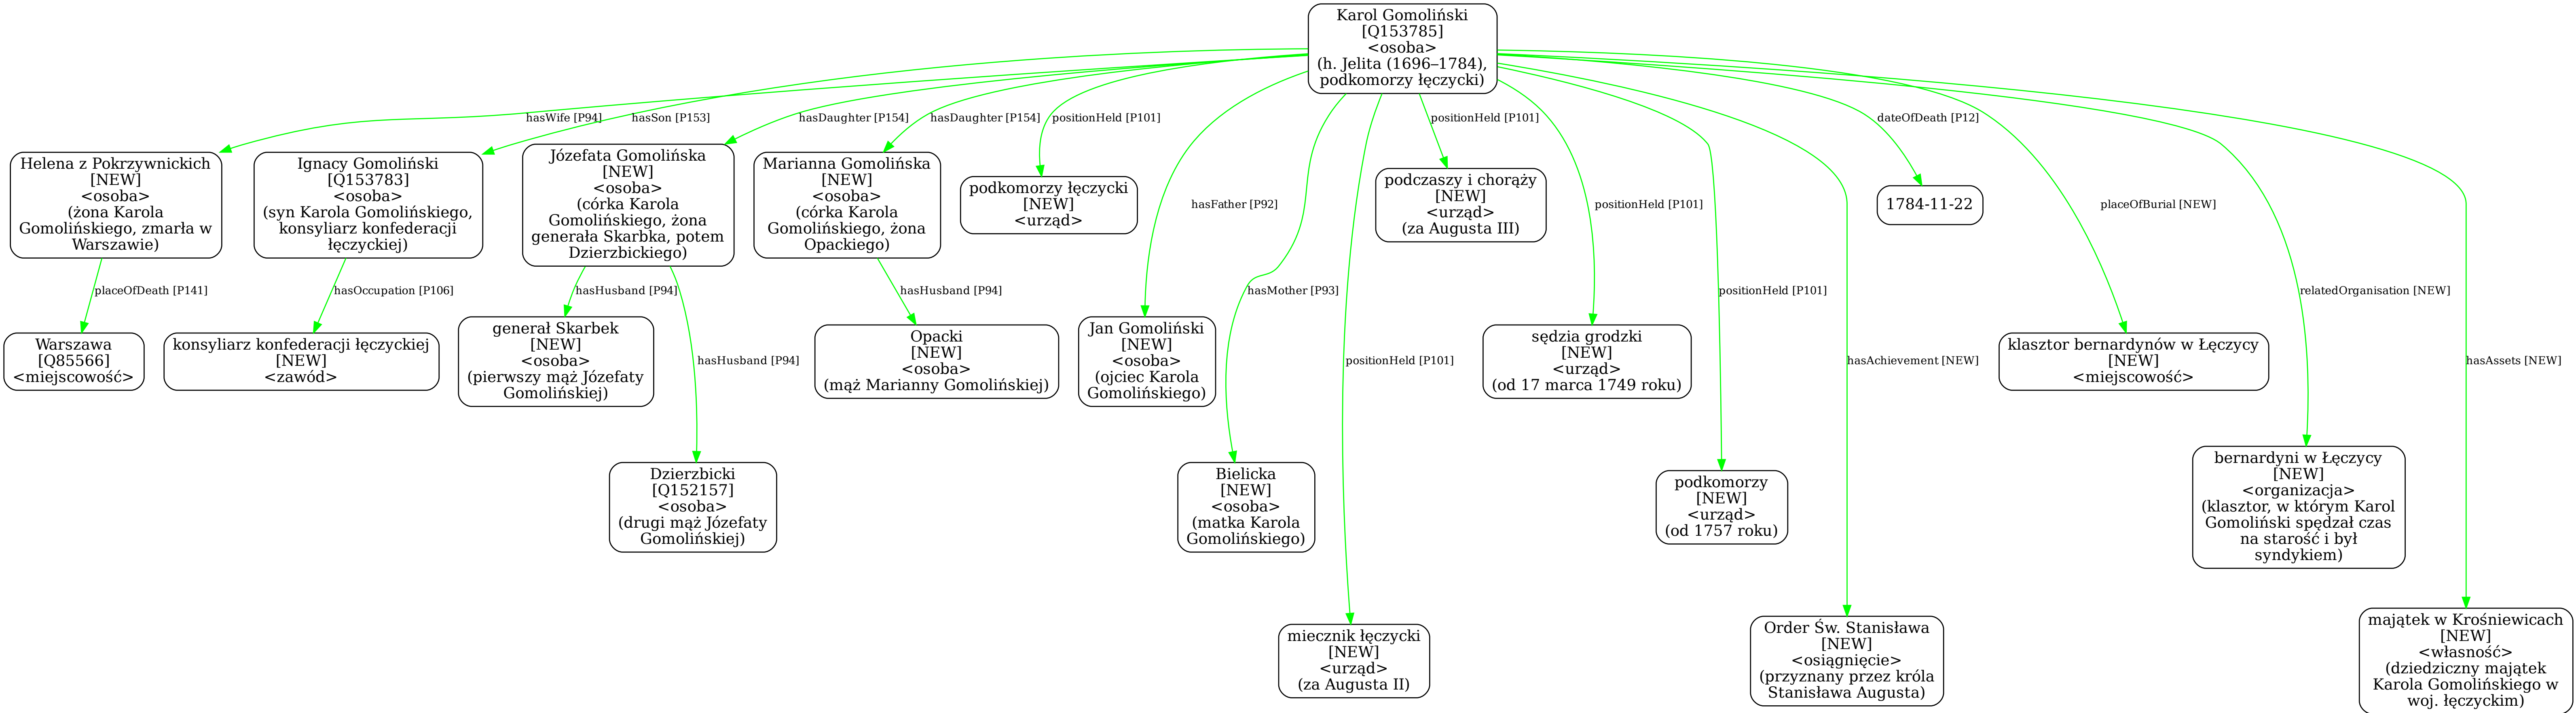 Karol Gomoliński
[Q153785]
<osoba>
(h. Jelita (1696–1784),
podkomorzy łęczycki)
hasWife [P94]
hasSon [P153]
hasDaughter [P154]
hasDaughter [P154]
positionHeld [P101]
positionHeld [P101]
dateOfDeath [P12]
Helena z Pokrzywnickich
[NEW]
<osoba>
(żona Karola
Gomolińskiego, zmarła w
Warszawie)
Ignacy Gomoliński
[Q153783]
<osoba>
(syn Karola Gomolińskiego,
konsyliarz konfederacji
łęczyckiej)
Józefata Gomolińska
[NEW]
<osoba>
(córka Karola
Gomolińskiego, żona
generała Skarbka, potem
Dzierzbickiego)
Marianna Gomolińska
[NEW]
<osoba>
(córka Karola
Gomolińskiego, żona
Opackiego)
podkomorzy łęczycki
[NEW]
<urząd>
hasFather [P92]
podczaszy i chorąży
[NEW]
<urząd>
(za Augusta III)
positionHeld [P101]
1784-11-22
placeOfBurial [NEW]
placeOfDeath [P141]
hasOccupation [P106]
hasHusband [P94]
hasHusband [P94]
hasMother [P93]
positionHeld [P101]
relatedOrganisation [NEW]
Warszawa
[Q85566]
<miejscowość>
konsyliarz konfederacji łęczyckiej
[NEW]
<zawód>
generał Skarbek
[NEW]
<osoba>
(pierwszy mąż Józefaty
Gomolińskiej)
hasHusband [P94]
Opacki
[NEW]
<osoba>
(mąż Marianny Gomolińskiej)
Jan Gomoliński
[NEW]
<osoba>
(ojciec Karola
Gomolińskiego)
positionHeld [P101]
sędzia grodzki
[NEW]
<urząd>
(od 17 marca 1749 roku)
hasAchievement [NEW]
klasztor bernardynów w Łęczycy
[NEW]
<miejscowość>
hasAssets [NEW]
Dzierzbicki
[Q152157]
<osoba>
(drugi mąż Józefaty
Gomolińskiej)
Bielicka
[NEW]
<osoba>
(matka Karola
Gomolińskiego)
podkomorzy
[NEW]
<urząd>
(od 1757 roku)
bernardyni w Łęczycy
[NEW]
<organizacja>
(klasztor, w którym Karol
Gomoliński spędzał czas
na starość i był
syndykiem)
miecznik łęczycki
[NEW]
<urząd>
(za Augusta II)
Order Św. Stanisława
[NEW]
<osiągnięcie>
(przyznany przez króla
Stanisława Augusta)
majątek w Krośniewicach
[NEW]
<własność>
(dziedziczny majątek
Karola Gomolińskiego w
woj. łęczyckim)